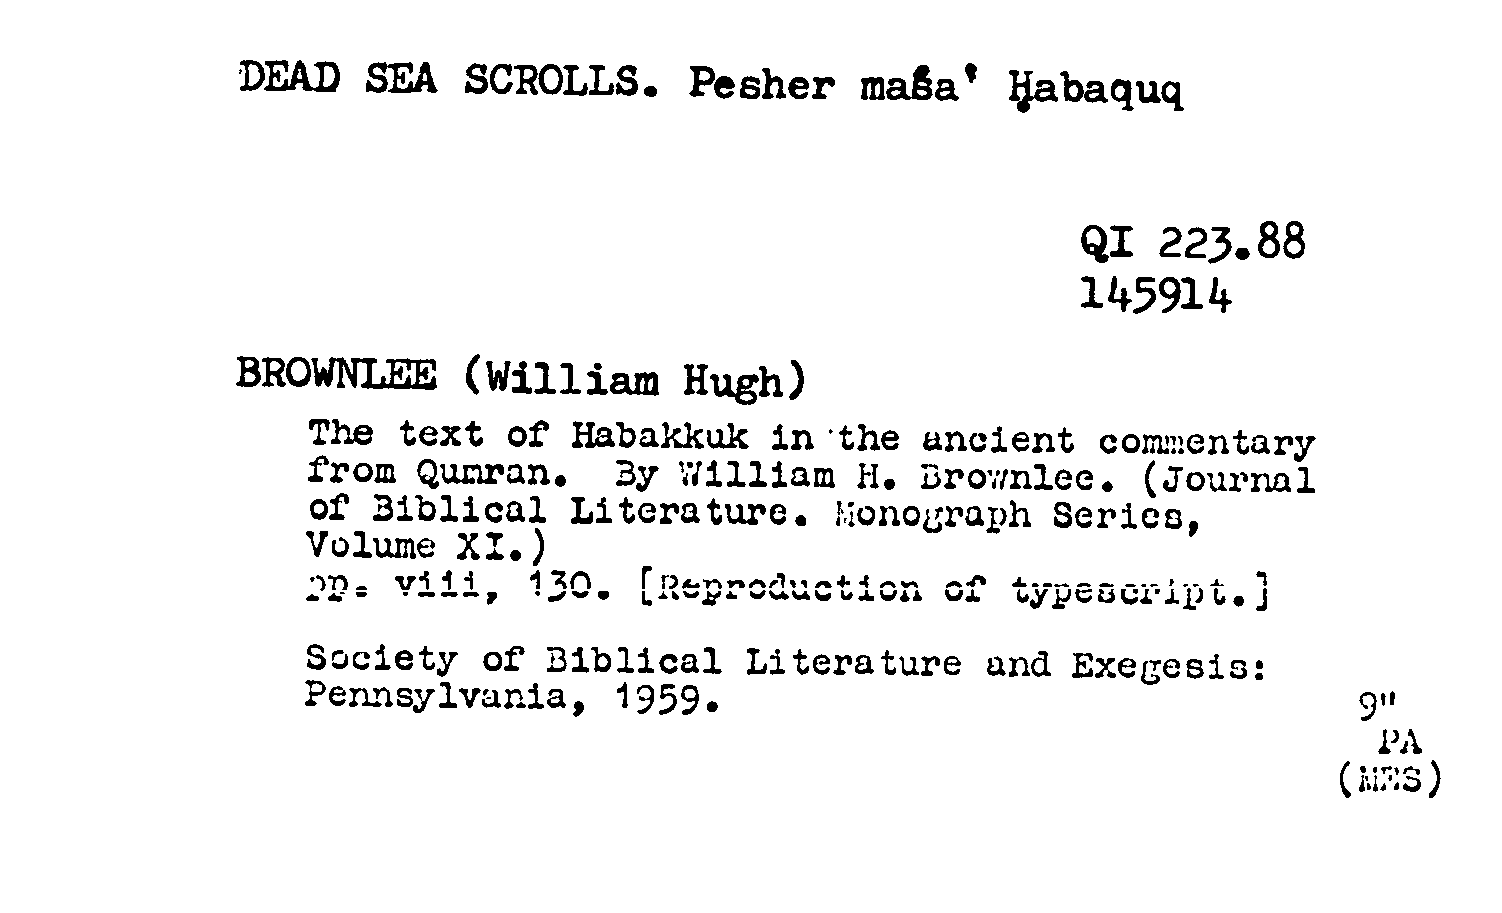 DEAD SEA SCROLLS. Pesher maśa' Ḥabaquq
QI 223.88
145914
BROWNLEE (William Hugh)
The text of Habakkuk in the ancient commentary
from Qumran. By William H. Brownlee. (Journal
of Biblical Literature. Monograph Series,
Volume XI.)
pp. viii, 130. [Reproduction of typescript.]
Society of Biblical Literature and Exegesis:
Pennsylvania, 1959.
9"
PA
(MES)